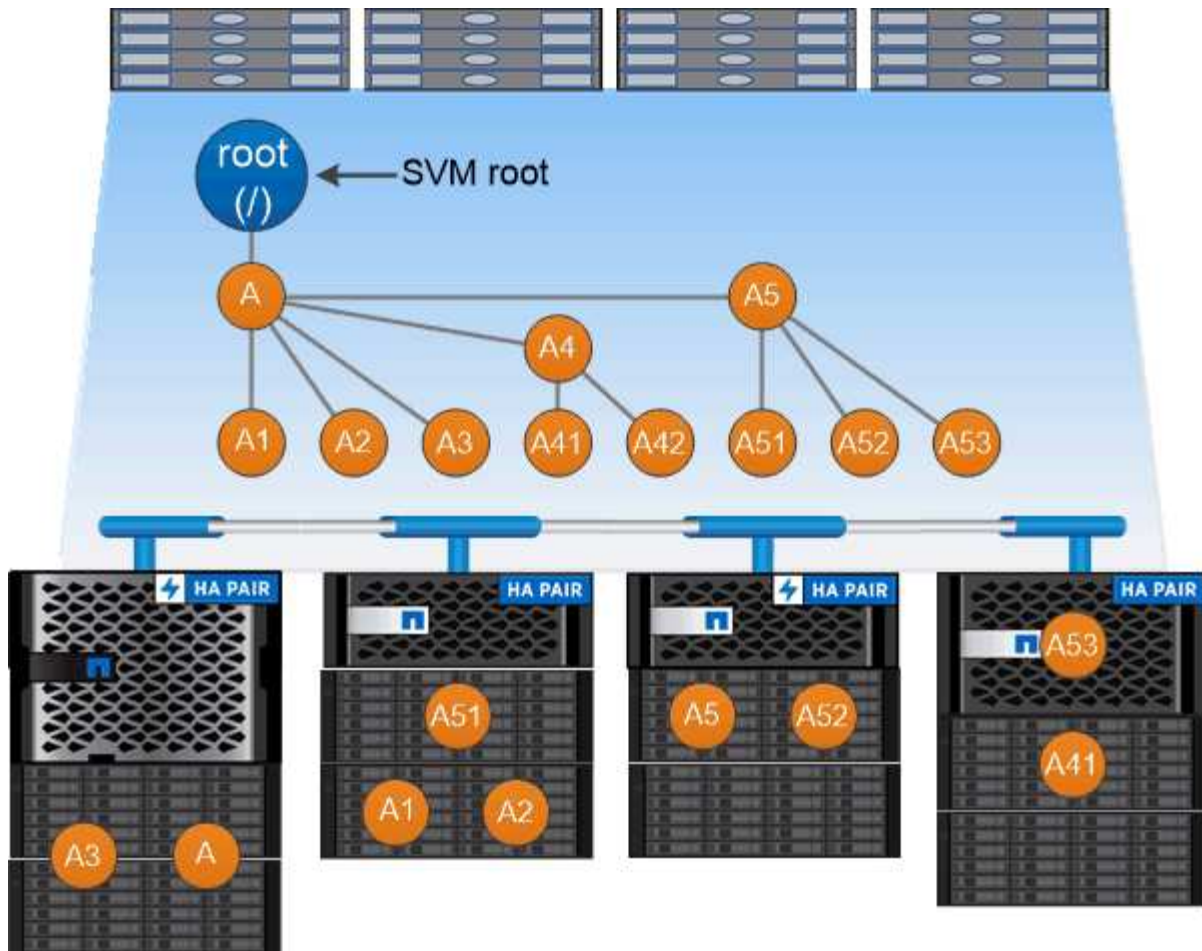 root
(/)
SVM root
A
A5
A4
A1
A2
A3
A41
A42
A51
A52
A53
HA PAIR
HA PAIR
HA PAIR
HA PAIR
A53
A51
A5
A52
A41
A1
A2
A3
A